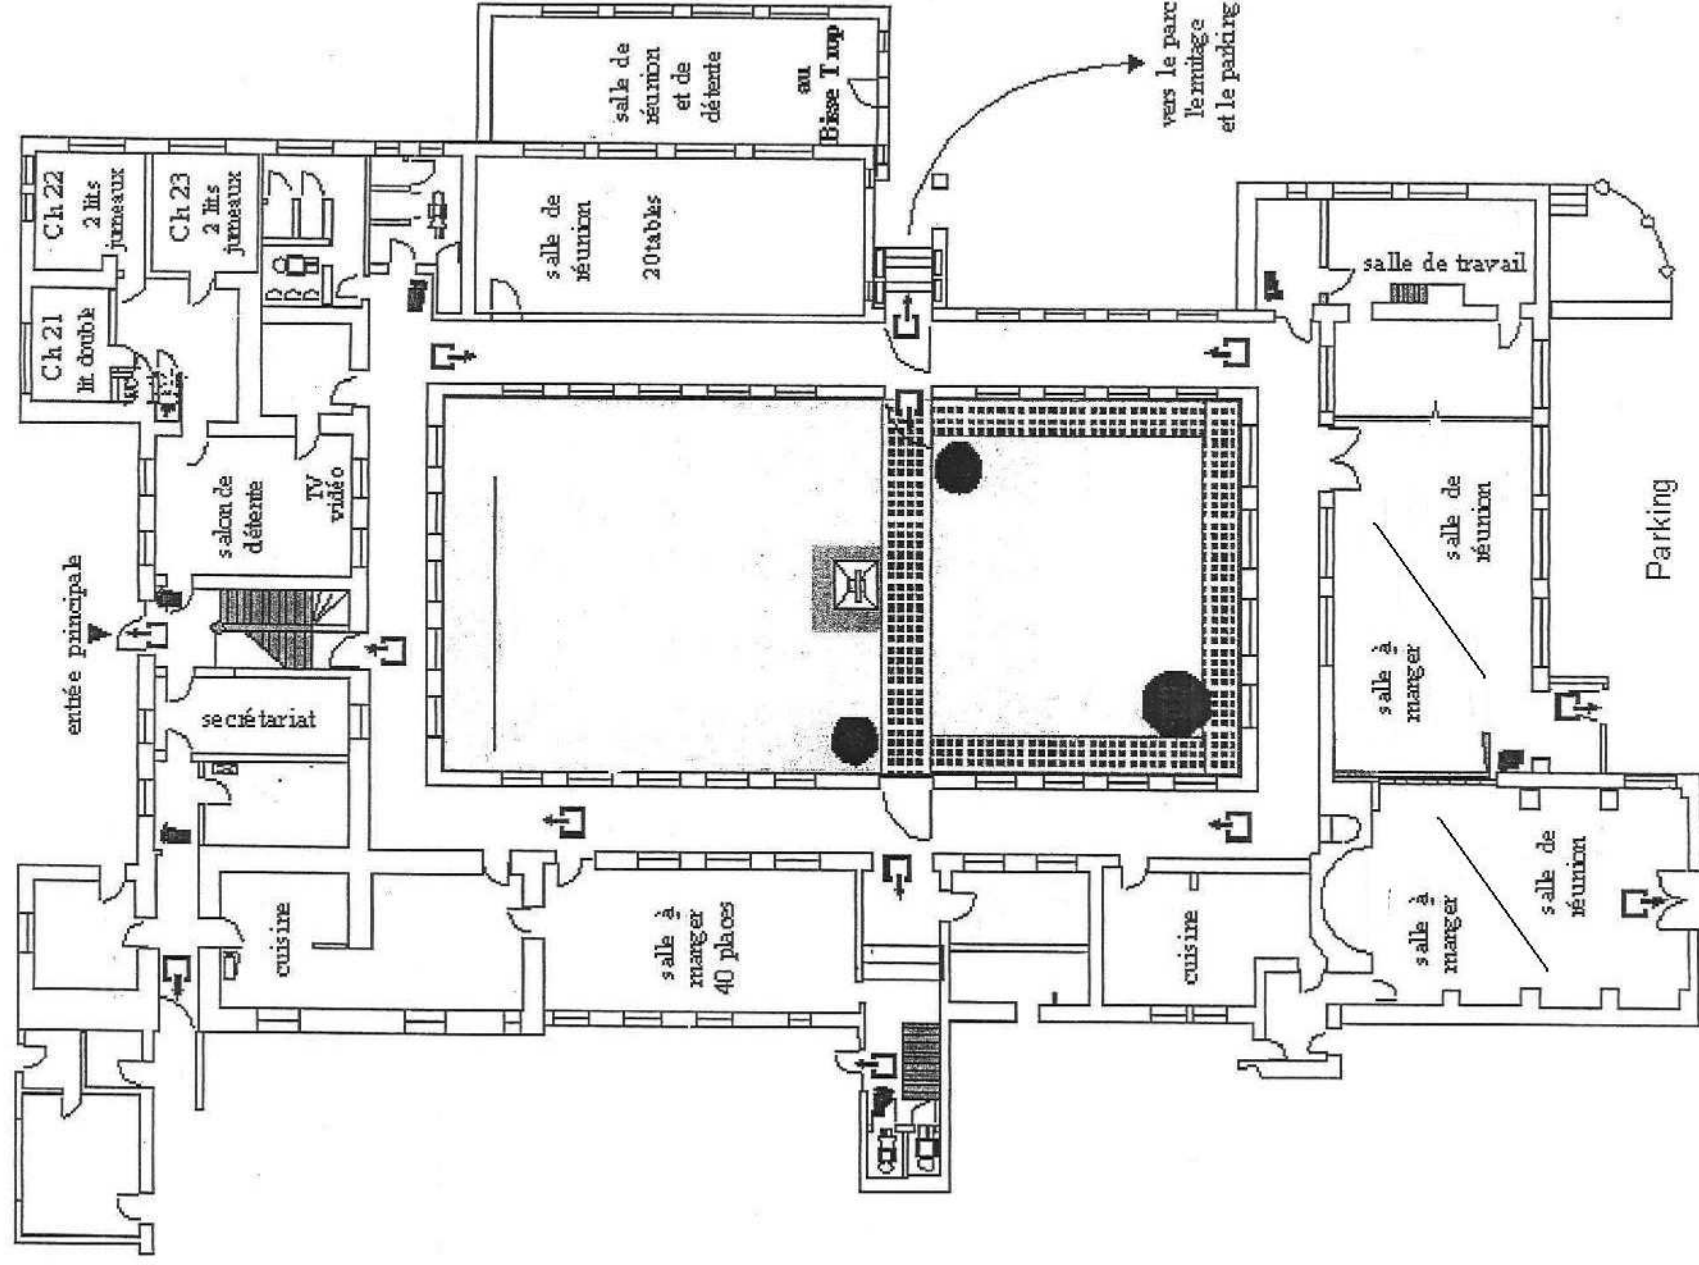 Ch 22
2 lits
jumeaux
Ch 23
2 lits
jumeaux
Ch 21
lit double
salle de
réunion
et de
détente
au
Bisse Trop
vers le parc
l'ermitage
et le parking
salle de
réunion
20tables
salle de travail
salon de
détente
TV
vidéo
entrée principale
secrétariat
salle de
réunion
salle à
manger
Parking
cuisine
salle à
manger
40 places
cuisine
salle à
manger
salle de
réunion